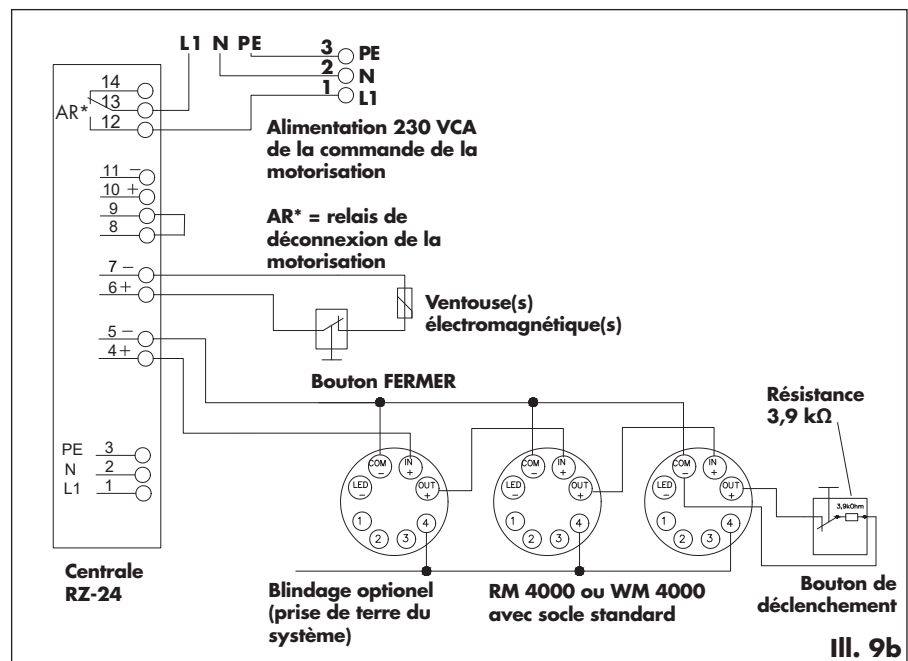 L1 N PE
3 PE
2 N
1 L1
14
AR* 13
12
Alimentation 230 VCA
de la commande de la
motorisation
11 -
10 +
9
8
AR* = relais de
déconnexion de la
motorisation
7 -
6 +
Ventouse(s)
électromagnétique(s)
5 -
4 +
Bouton FERMER
Résistance
3,9 kΩ
PE 3
N 2
L1 1
COM -
IN +
LED -
OUT +
1
2
3
4
COM -
IN +
LED -
OUT +
1
2
3
4
COM -
IN +
LED -
OUT +
1
2
3
4
3,9kOhm
Centrale
RZ-24
Blindage optionel
(prise de terre du
système)
RM 4000 ou WM 4000
avec socle standard
Bouton de
déclenchement
Ill. 9b